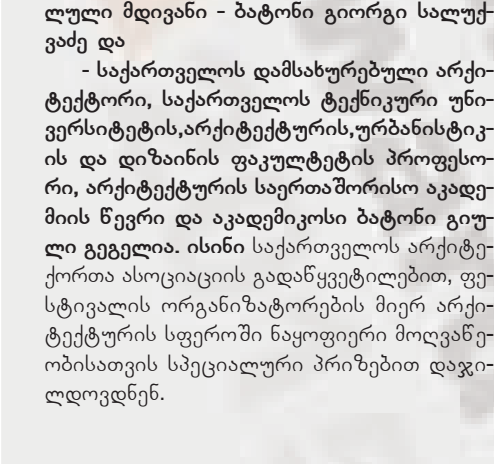 ლული მდივანი - ბატონი გიორგი სალუქ-
ვაძე და
- საქართველოს დამსახურებული არქი-
ტექტორი, საქართველოს ტექნიკური უნი-
ვერსიტეტის,არქიტექტურის,ურბანისტიკ-
ის და დიზაინის ფაკულტეტის პროფესო-
რი, არქიტექტურის საერთაშორისო აკადე-
მიის წევრი და აკადემიკოსი ბატონი გიუ-
ლი გეგელია. ისინი საქართველოს არქიტე-
ქორთა ასოციაციის გადაწყვეტილებით, ფე-
სტივალის ორგანიზატორების მიერ არქი-
ტექტურის სფეროში ნაყოფიერი მოღვაწე-
ობისათვის სპეციალური პრიზებით დაჯი-
ლდოვდნენ.